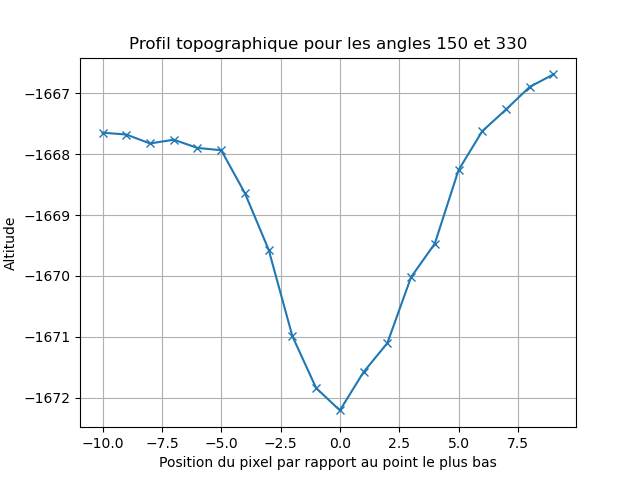 Profil topographique pour les angles 150 et 330
Altitude
−1667
−1668
−1669
−1670
−1671
−1672
−10.0 −7.5 −5.0 −2.5 0.0 2.5 5.0 7.5
Position du pixel par rapport au point le plus bas